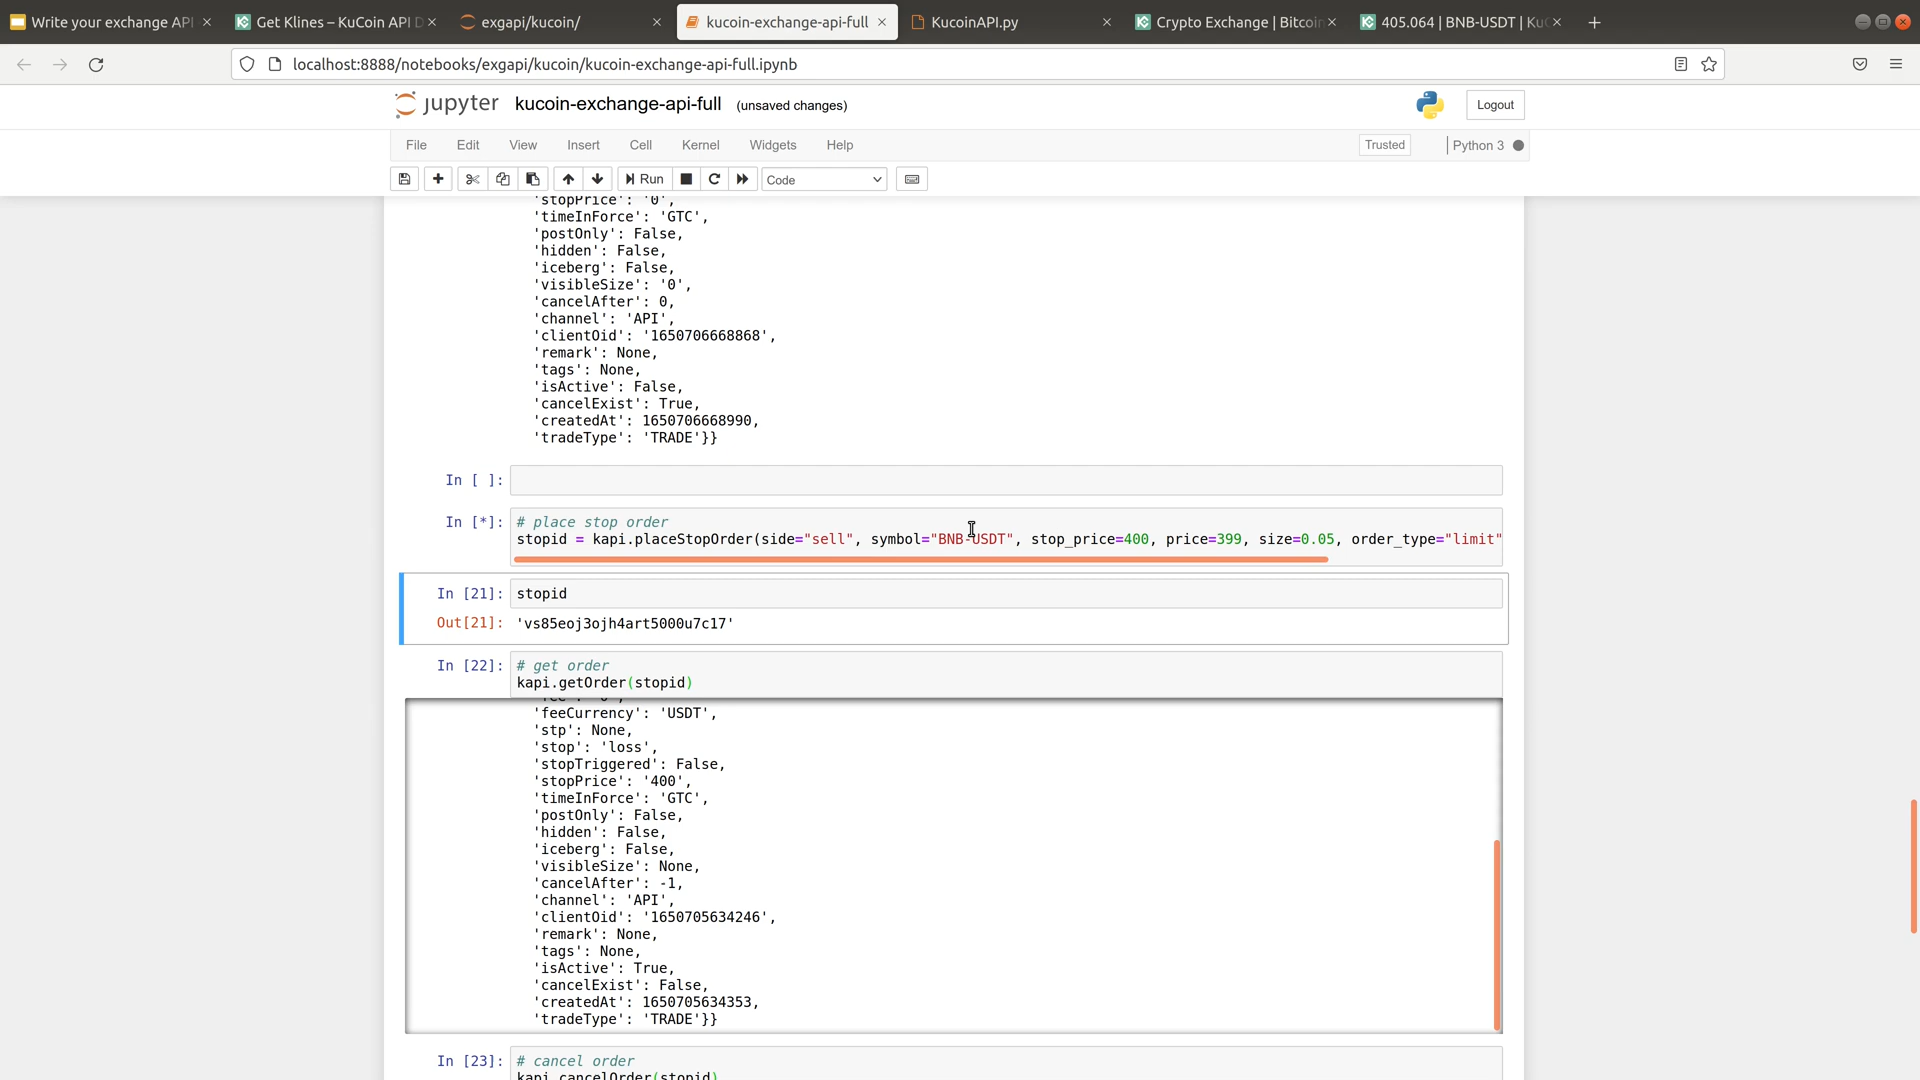 Write your exchange API
Get Klines – KuCoin API D
exgapi/kucoin/
kucoin-exchange-api-full
KucoinAPI.py
Crypto Exchange | Bitcoin
405.064 | BNB-USDT | Ku
localhost:8888/notebooks/exgapi/kucoin/kucoin-exchange-api-full.ipynb
jupyter kucoin-exchange-api-full (unsaved changes)
Logout
File Edit View Insert Cell Kernel Widgets Help
Trusted
Python 3
Run
Code
'stopPrice': '0',
'timeInForce': 'GTC',
'postOnly': False,
'hidden': False,
'iceberg': False,
'visibleSize': '0',
'cancelAfter': 0,
'channel': 'API',
'clientOid': '1650706668868',
'remark': None,
'tags': None,
'isActive': False,
'cancelExist': True,
'createdAt': 1650706668990,
'tradeType': 'TRADE'}}
In [ ]:
In [*]: # place stop order
stopid = kapi.placeStopOrder(side="sell", symbol="BNB-USDT", stop_price=400, price=399, size=0.05, order_type="limit"
In [21]: stopid
Out[21]: 'vs85eoj3ojh4art5000u7c17'
In [22]: # get order
kapi.getOrder(stopid)
'feeCurrency': 'USDT',
'stp': None,
'stop': 'loss',
'stopTriggered': False,
'stopPrice': '400',
'timeInForce': 'GTC',
'postOnly': False,
'hidden': False,
'iceberg': False,
'visibleSize': None,
'cancelAfter': -1,
'channel': 'API',
'clientOid': '1650705634246',
'remark': None,
'tags': None,
'isActive': True,
'cancelExist': False,
'createdAt': 1650705634353,
'tradeType': 'TRADE'}}
In [23]: # cancel order
kapi.cancelOrder(stopid)